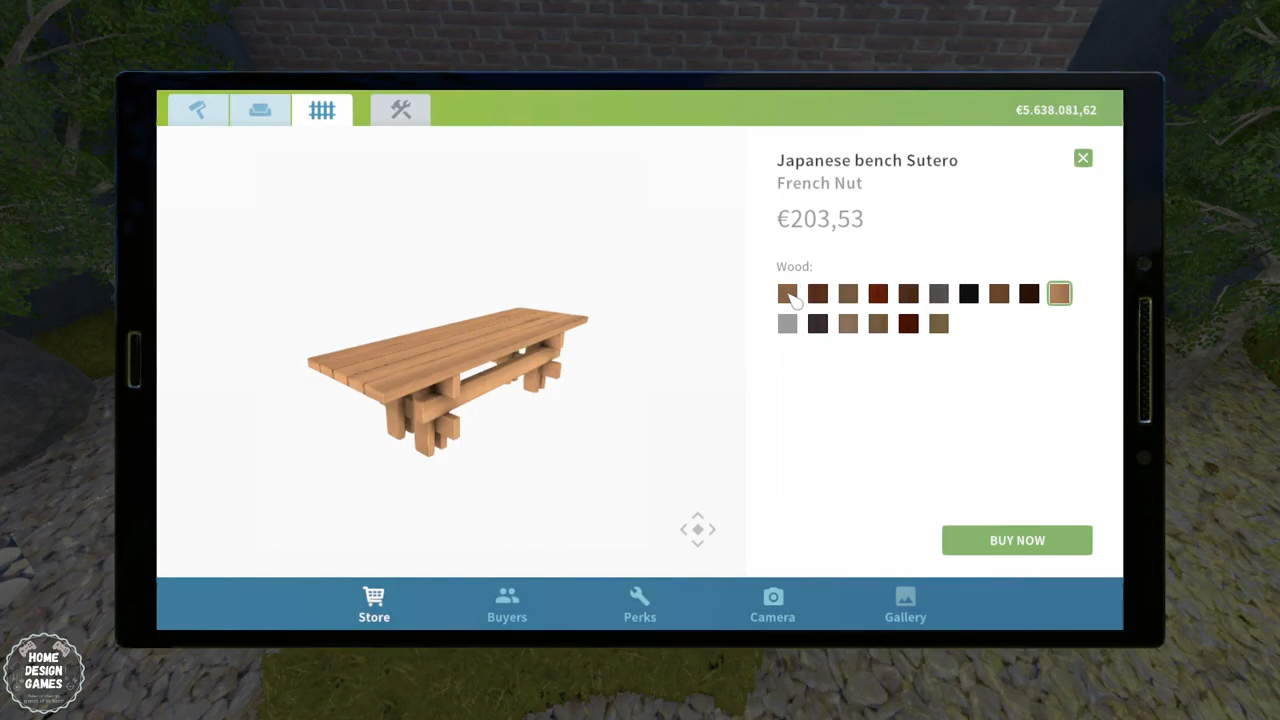 €5.638.081,62
Japanese bench Sutero
French Nut
€203,53
Wood:
BUY NOW
Store
Buyers
Perks
Camera
Gallery
HOME
DESIGN
GAMES